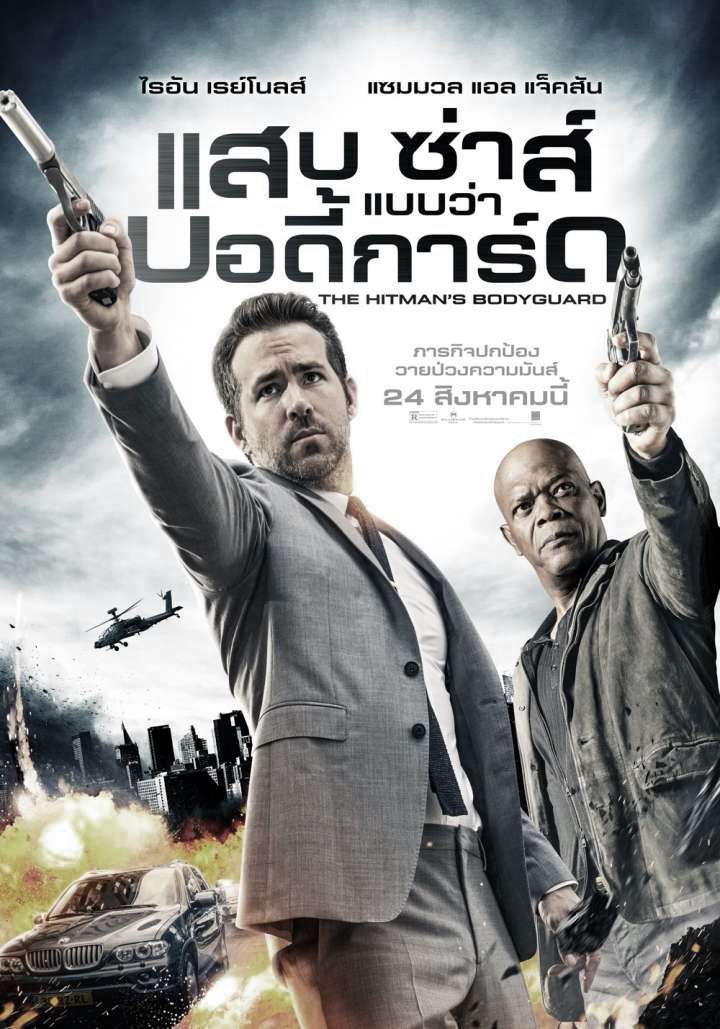 ไรอัน เรย์โนลส์ แซมมวล แอล แจ็คสัน
แสบ ซ่าส์
แบบว่า
บอดี้การ์ด
THE HITMAN'S BODYGUARD
ภารกิจปกป้อง
วายป่วงความมันส์
24 สิงหาคมนี้